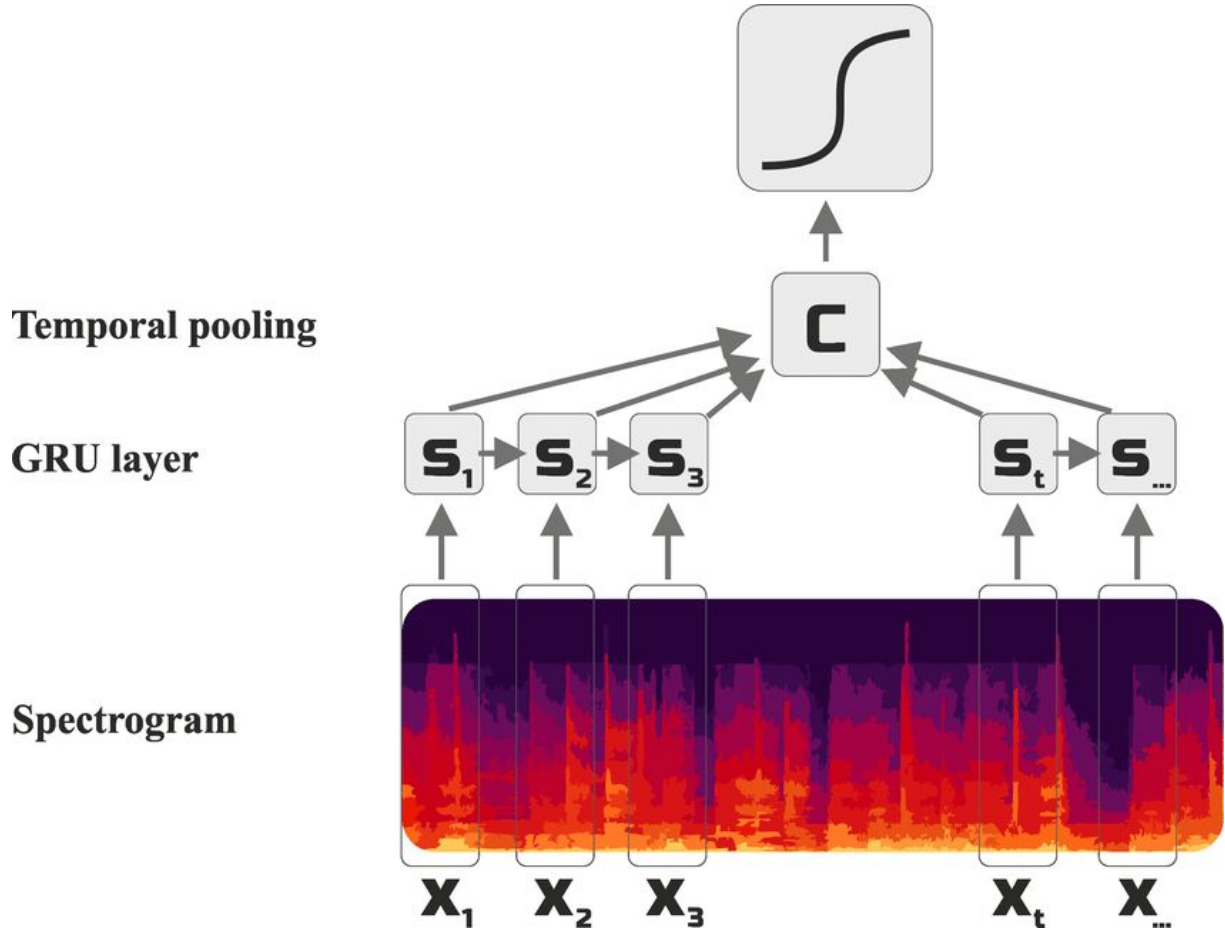 C
Temporal pooling
S1 S2 S3 St S...
GRU layer
Spectrogram
X1 X2 X3 Xt X...